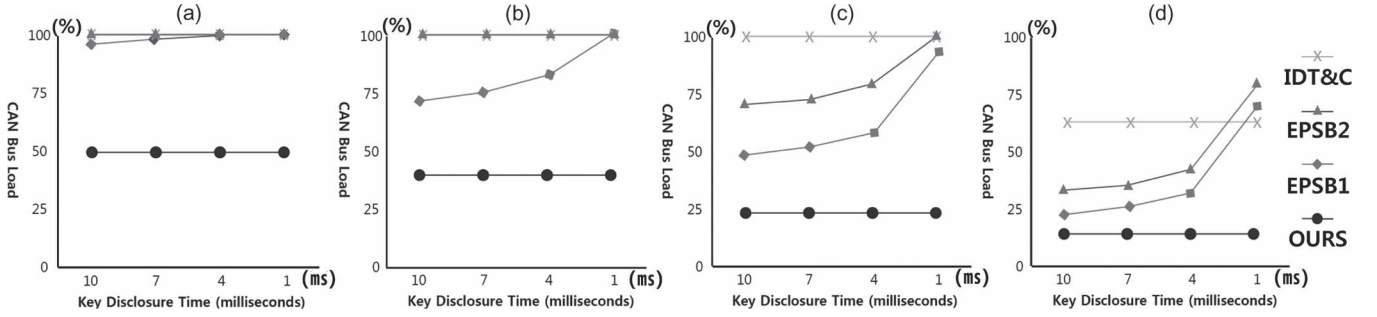 (a)
(%)
100
75
50
25
0
CAN Bus Load
10 7 4 1 (ms)
Key Disclosure Time (milliseconds)
(b)
(%)
100
75
50
25
0
CAN Bus Load
10 7 4 1 (ms)
Key Disclosure Time (milliseconds)
(c)
(%)
100
75
50
25
0
CAN Bus Load
10 7 4 1 (ms)
Key Disclosure Time (milliseconds)
(d)
(%)
100
75
50
25
0
CAN Bus Load
10 7 4 1 (ms)
Key Disclosure Time (milliseconds)
IDT&C
EPSB2
EPSB1
OURS